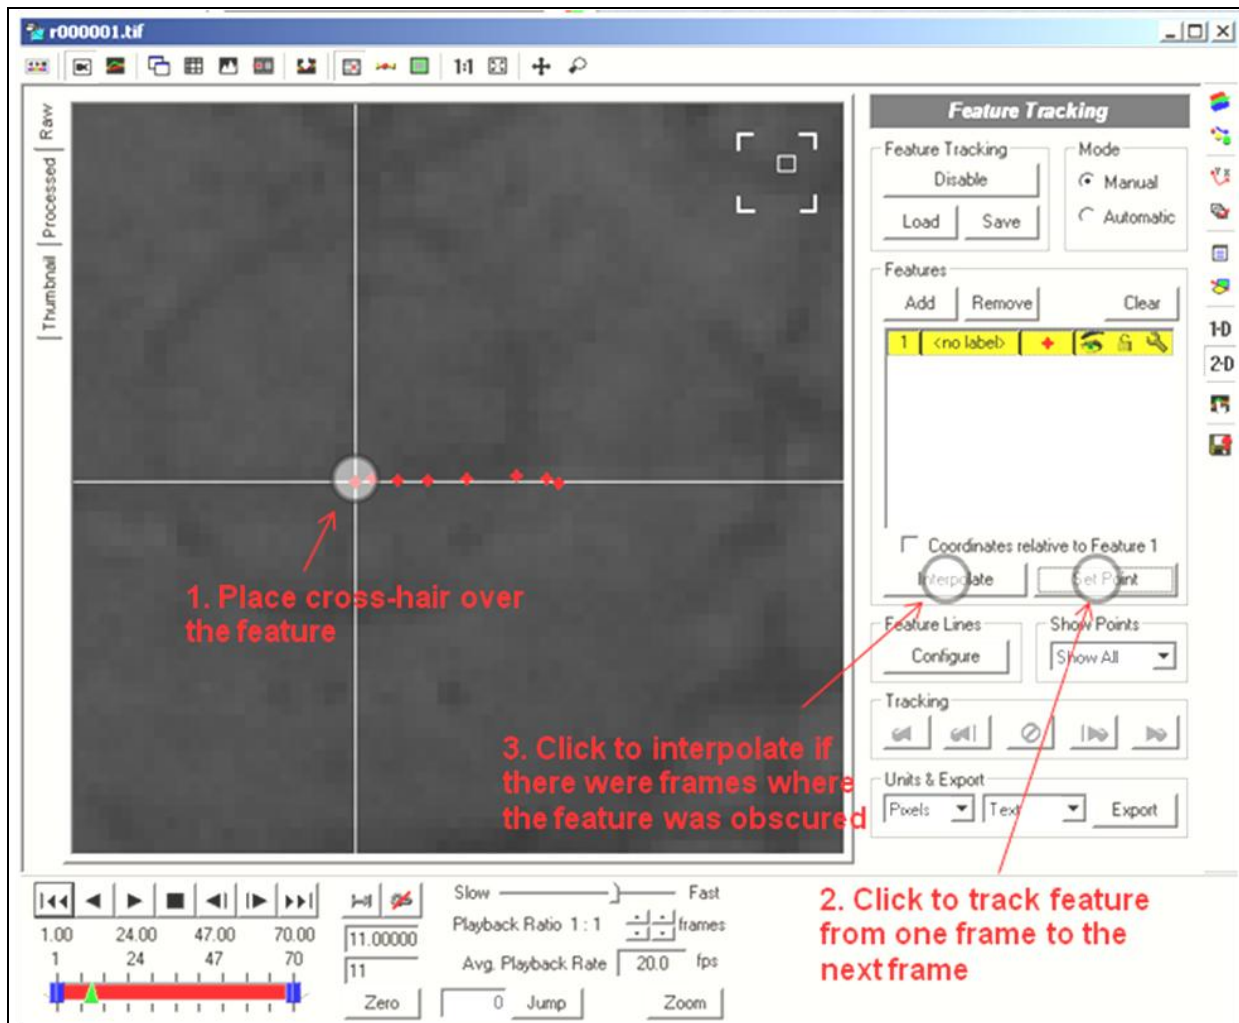 r000001.tif
1:1
Raw
Processed
Thumbnail
Feature Tracking
Feature Tracking
Disable
Load
Save
Mode
Manual
Automatic
Features
Add
Remove
Clear
1
<no label>
Coordinates relative to Feature 1
Interpolate
Set Point
Feature Lines
Configure
Show Points
Show All
Tracking
Units & Export
Pixels
Text
Export
1-D
2-D
1. Place cross-hair over
the feature
3. Click to interpolate if
there were frames where
the feature was obscured
2. Click to track feature
from one frame to the
next frame
1.00 24.00 47.00 70.00
1 24 47 70
11.00000
11
Zero
Slow Fast
Playback Ratio 1 : 1 frames
Avg. Playback Rate 20.0 fps
0
Jump
Zoom